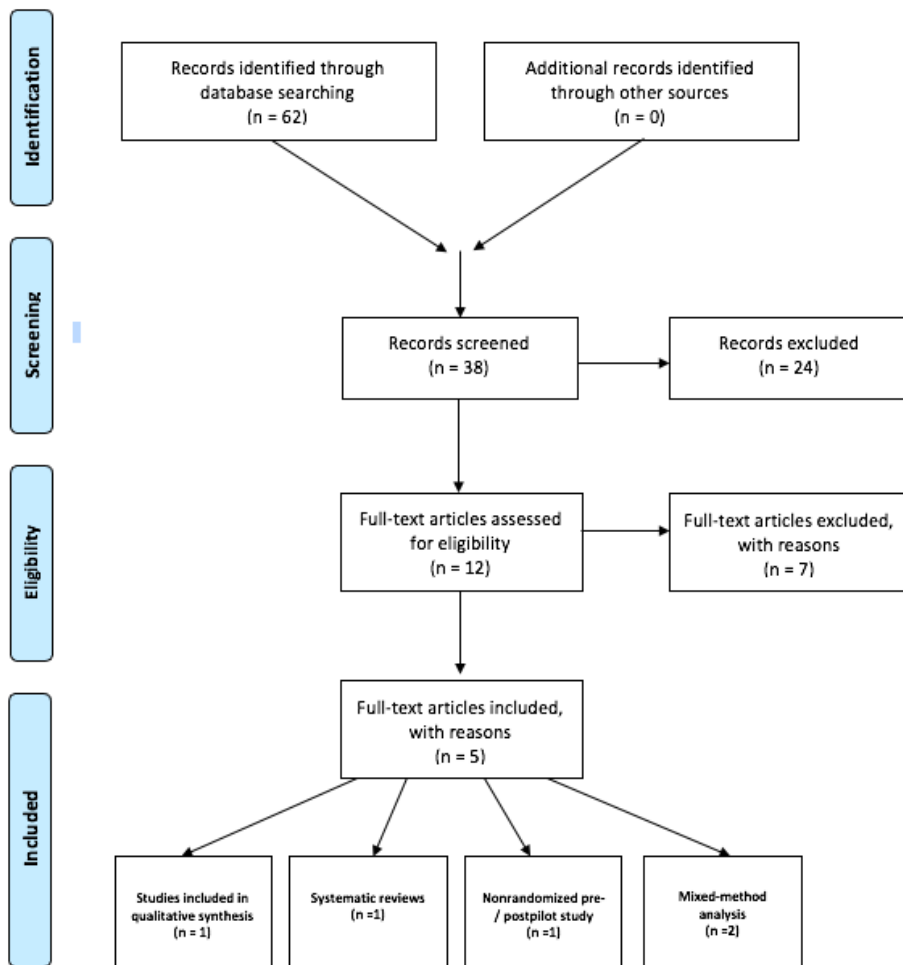 Identification
Records identified through
database searching
(n = 62)
Additional records identified
through other sources
(n = 0)
Screening
Records screened
(n = 38)
Records excluded
(n = 24)
Eligibility
Full-text articles assessed
for eligibility
(n = 12)
Full-text articles excluded,
with reasons
(n = 7)
Included
Full-text articles included,
with reasons
(n = 5)
Studies included in
qualitative synthesis
(n = 1)
Systematic reviews
(n =1)
Nonrandomized pre-
/ postpilot study
(n =1)
Mixed-method
analysis
(n =2)